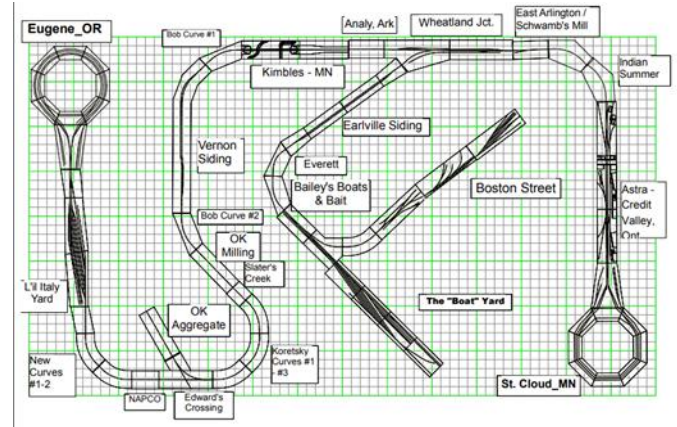 Eugene_OR
Bob Curve #1
Analy, Ark
Wheatland Jct.
East Arlington /
Schwamb's Mill
Kimbles - MN
Indian
Summer
Vernon
Siding
Earlville Siding
Everett
Bailey's Boats
& Bait
Boston Street
Astra -
Credit
Valley,
Ont
Bob Curve #2
OK
Milling
Slater's
Creek
L'il Italy
Yard
OK
Aggregate
The "Boat" Yard
New
Curves
#1-2
Koretsky
Curves #1
- #3
NAPCO
Edward's
Crossing
St. Cloud_MN